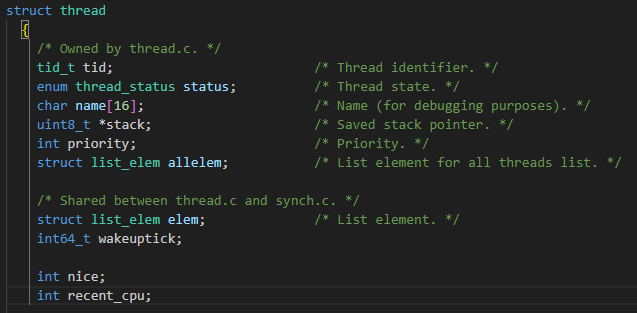 struct thread
{
/* Owned by thread.c. */
tid_t tid; /* Thread identifier. */
enum thread_status status; /* Thread state. */
char name[16]; /* Name (for debugging purposes). */
uint8_t *stack; /* Saved stack pointer. */
int priority; /* Priority. */
struct list_elem allelem; /* List element for all threads list. */
/* Shared between thread.c and synch.c. */
struct list_elem elem; /* List element. */
int64_t wakeuptick;
int nice;
int recent_cpu;